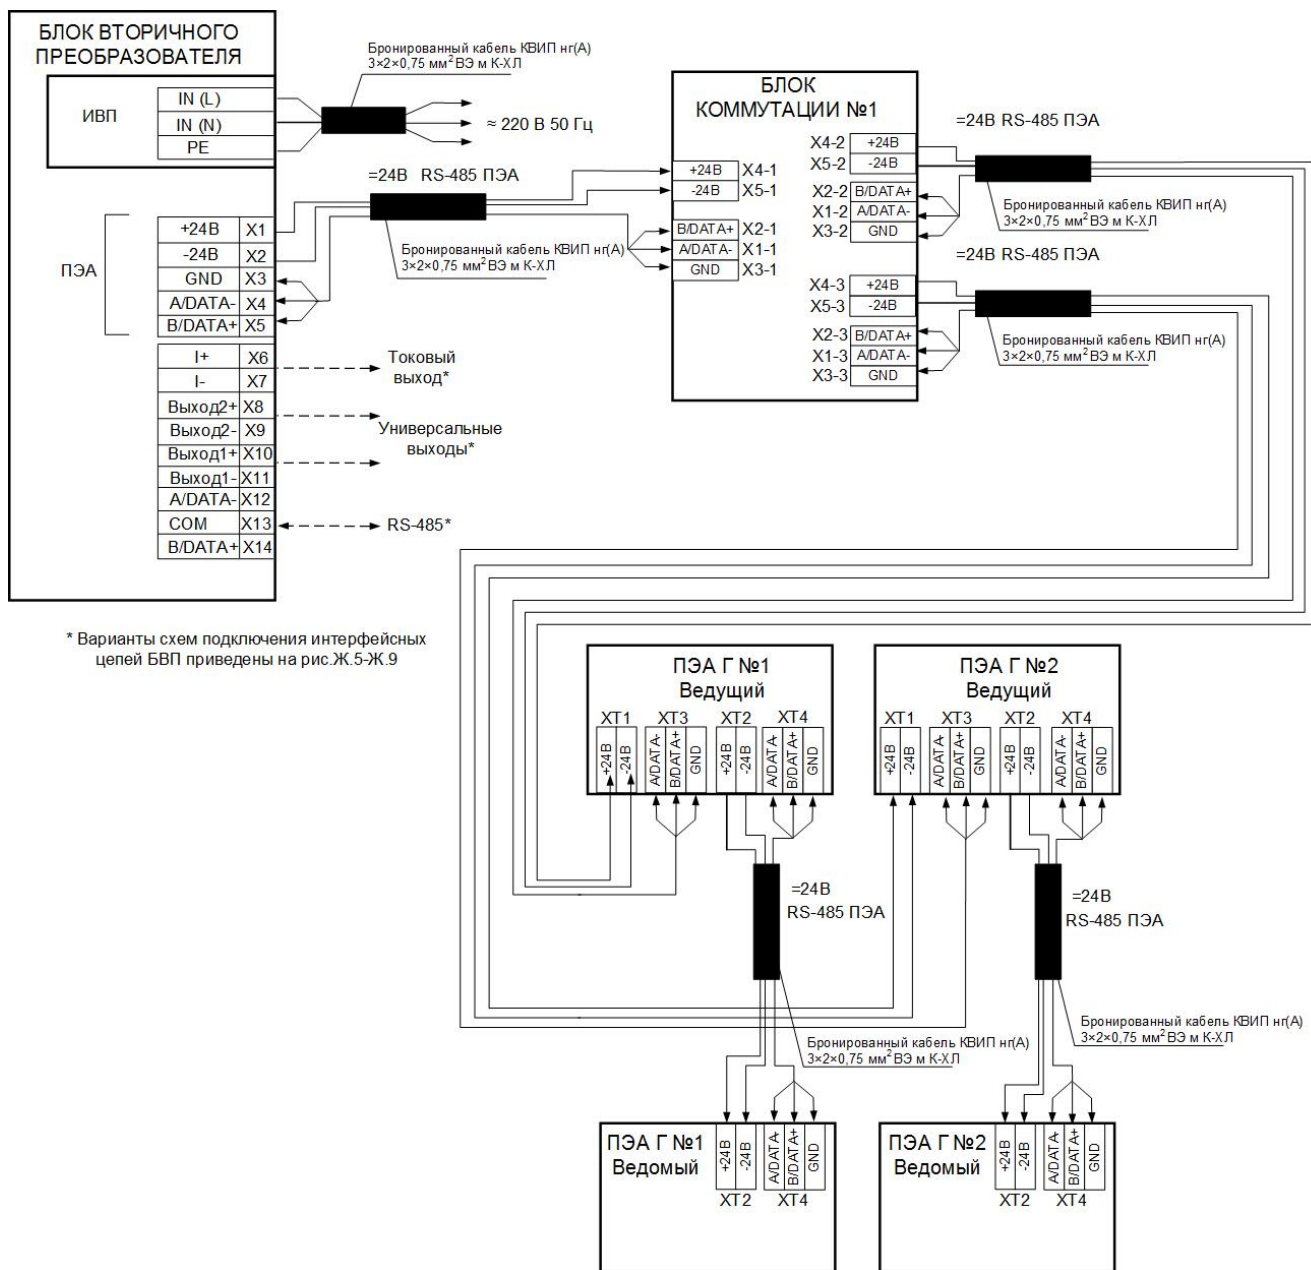 БЛОК ВТОРИЧНОГО
ПРЕОБРАЗОВАТЕЛЯ
ИВП
IN (L)
IN (N)
PE
Бронированный кабель КВИП нг(А)
3×2×0,75 мм² ВЭ м К-ХЛ
≈ 220 В 50 Гц
ПЭА
+24В X1
-24В X2
GND X3
A/DATA- X4
B/DATA+ X5
I+ X6
I- X7
Выход2+ X8
Выход2- X9
Выход1+ X10
Выход1- X11
A/DATA- X12
COM X13
B/DATA+ X14
=24В RS-485 ПЭА
Бронированный кабель КВИП нг(А)
3×2×0,75 мм² ВЭ м К-ХЛ
Токовый
выход*
Универсальные
выходы*
RS-485*
* Варианты схем подключения интерфейсных
цепей БВП приведены на рис.Ж.5-Ж.9
БЛОК
КОММУТАЦИИ №1
+24В X4-1
-24В X5-1
B/DATA+ X2-1
A/DATA- X1-1
GND X3-1
X4-2 +24В
X5-2 -24В
X2-2 B/DATA+
X1-2 A/DATA-
X3-2 GND
X4-3 +24В
X5-3 -24В
X2-3 B/DATA+
X1-3 A/DATA-
X3-3 GND
=24В RS-485 ПЭА
Бронированный кабель КВИП нг(А)
3×2×0,75 мм² ВЭ м К-ХЛ
=24В RS-485 ПЭА
Бронированный кабель КВИП нг(А)
3×2×0,75 мм² ВЭ м К-ХЛ
ПЭА Г №1
Ведущий
XT1 XT3 XT2 XT4
+24В
-24В
A/DATA-
B/DATA+
GND
+24В
-24В
A/DATA-
B/DATA+
GND
ПЭА Г №2
Ведущий
XT1 XT3 XT2 XT4
+24В
-24В
A/DATA-
B/DATA+
GND
+24В
-24В
A/DATA-
B/DATA+
GND
=24В
RS-485 ПЭА
=24В
RS-485 ПЭА
Бронированный кабель КВИП нг(А)
3×2×0,75 мм² ВЭ м К-ХЛ
Бронированный кабель КВИП нг(А)
3×2×0,75 мм² ВЭ м К-ХЛ
ПЭА Г №1
Ведомый
+24В
-24В
A/DATA-
B/DATA+
GND
XT2 XT4
ПЭА Г №2
Ведомый
+24В
-24В
A/DATA-
B/DATA+
GND
XT2 XT4